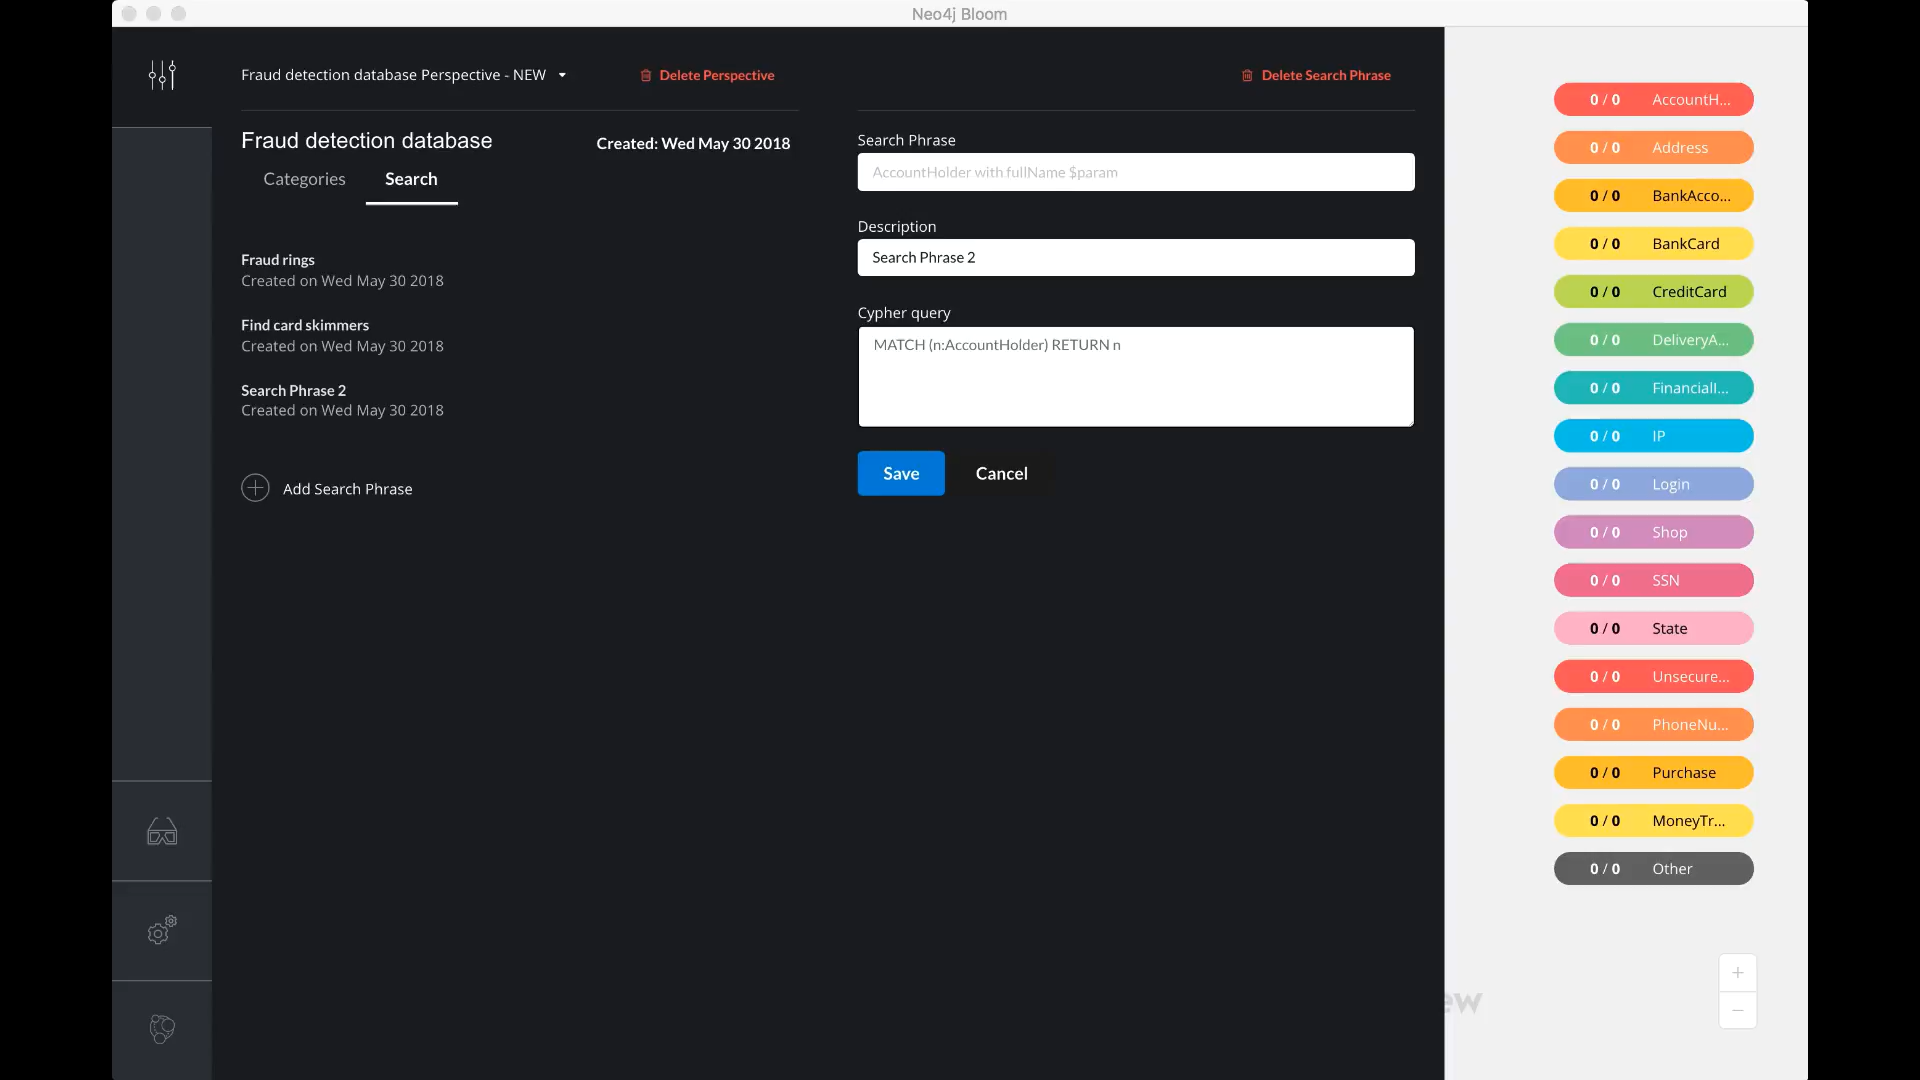 Neo4j Bloom
Fraud detection database Perspective - NEW
Delete Perspective
Delete Search Phrase
Fraud detection database
Created: Wed May 30 2018
Categories
Search
Fraud rings
Created on Wed May 30 2018
Find card skimmers
Created on Wed May 30 2018
Search Phrase 2
Created on Wed May 30 2018
Add Search Phrase
Search Phrase
AccountHolder with fullName $param
Description
Search Phrase 2
Cypher query
MATCH (n:AccountHolder) RETURN n
Save
Cancel
0 / 0 AccountH...
0 / 0 Address
0 / 0 BankAcco...
0 / 0 BankCard
0 / 0 CreditCard
0 / 0 DeliveryA...
0 / 0 FinancialI...
0 / 0 IP
0 / 0 Login
0 / 0 Shop
0 / 0 SSN
0 / 0 State
0 / 0 Unsecure...
0 / 0 PhoneNu...
0 / 0 Purchase
0 / 0 MoneyTr...
0 / 0 Other